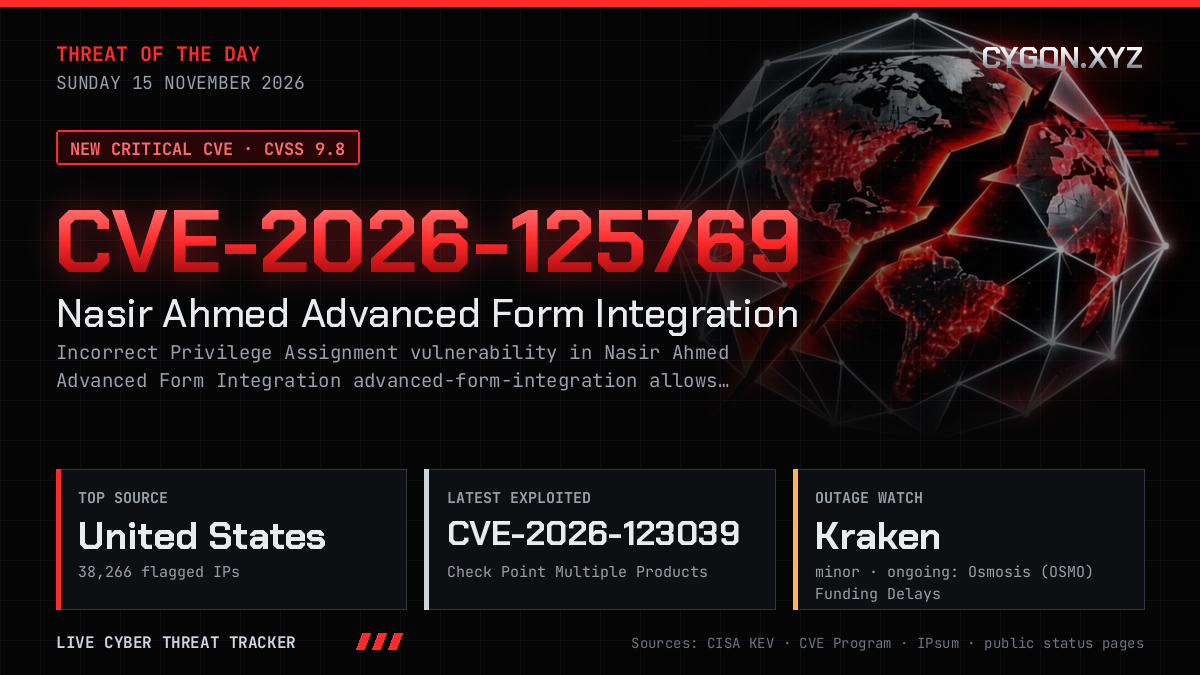 THREAT OF THE DAY
CYGON.XYZ
SUNDAY 15 NOVEMBER 2026
NEW CRITICAL CVE · CVSS 9.8
CVE-2026-125769
Nasir Ahmed Advanced Form Integration
Incorrect Privilege Assignment vulnerability in Nasir Ahmed
Advanced Form Integration advanced-form-integration allows…
TOP SOURCE
United States
38,266 flagged IPs
LATEST EXPLOITED
CVE-2026-123039
Check Point Multiple Products
OUTAGE WATCH
Kraken
minor · ongoing: Osmosis (OSMO)
Funding Delays
LIVE CYBER THREAT TRACKER
Sources: CISA KEV · CVE Program · IPsum · public status pages